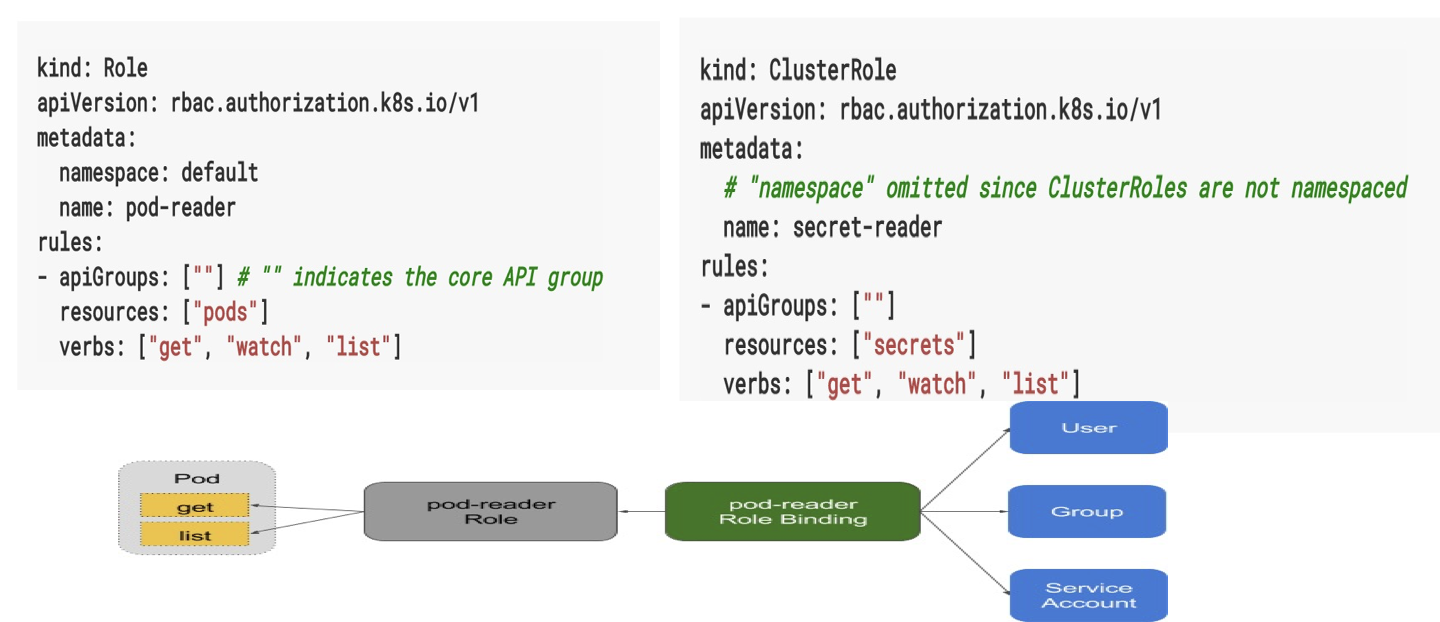 kind: Role
apiVersion: rbac.authorization.k8s.io/v1
metadata:
  namespace: default
  name: pod-reader
rules:
- apiGroups: [""] # "" indicates the core API group
  resources: ["pods"]
  verbs: ["get", "watch", "list"]
kind: ClusterRole
apiVersion: rbac.authorization.k8s.io/v1
metadata:
  # "namespace" omitted since ClusterRoles are not namespaced
  name: secret-reader
rules:
- apiGroups: [""]
  resources: ["secrets"]
  verbs: ["get", "watch", "list"]
Pod
get
list
pod-reader
Role
pod-reader
Role Binding
User
Group
Service
Account